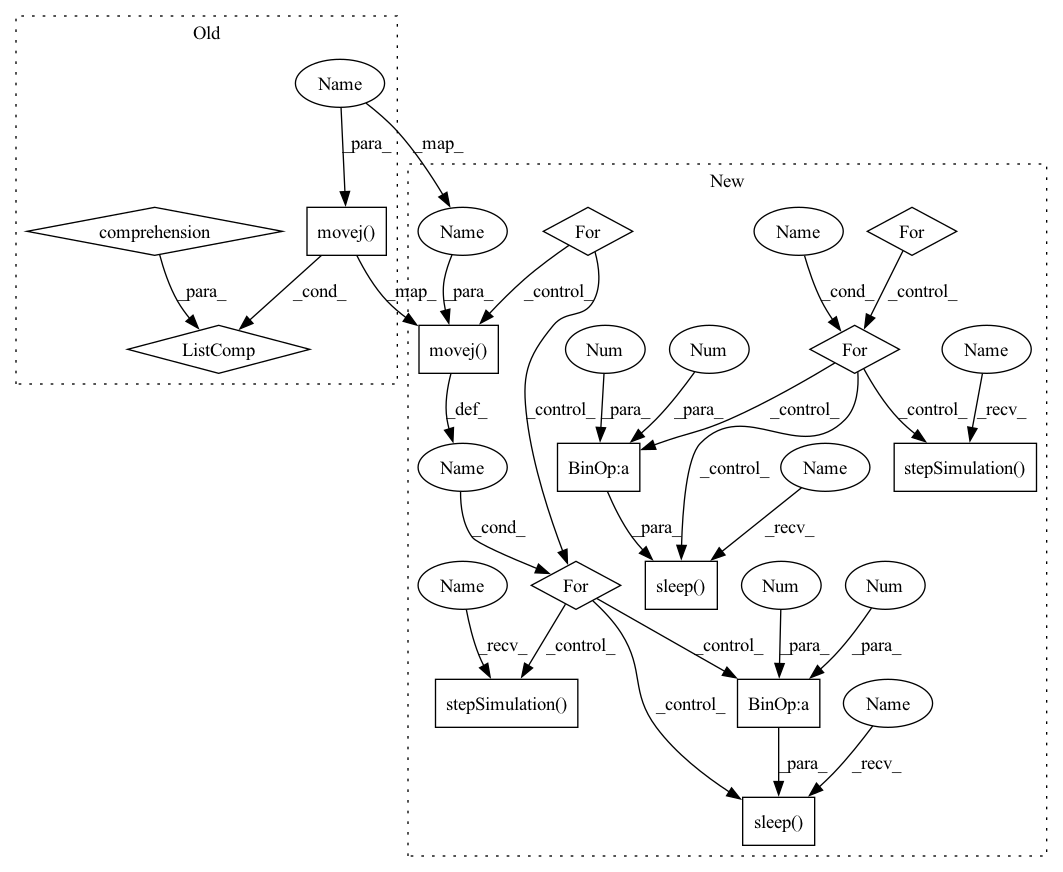 Old
Name
_para_
_map_
New
comprehension
movej()
Name
For
Name
For
_para_
_cond_
_map_
_para_
_control_
_cond_
_control_
ListComp
movej()
Num
Num
For
Name
_def_
_control_
_para_
_para_
_control_
_control_
_recv_
Name
BinOp:a
_control_
Name
stepSimulation()
_cond_
_para_
_recv_
Name
For
sleep()
Num
Num
_recv_
_control_
_control_
_para_
_para_
stepSimulation()
_control_
BinOp:a
Name
_para_
_recv_
sleep()